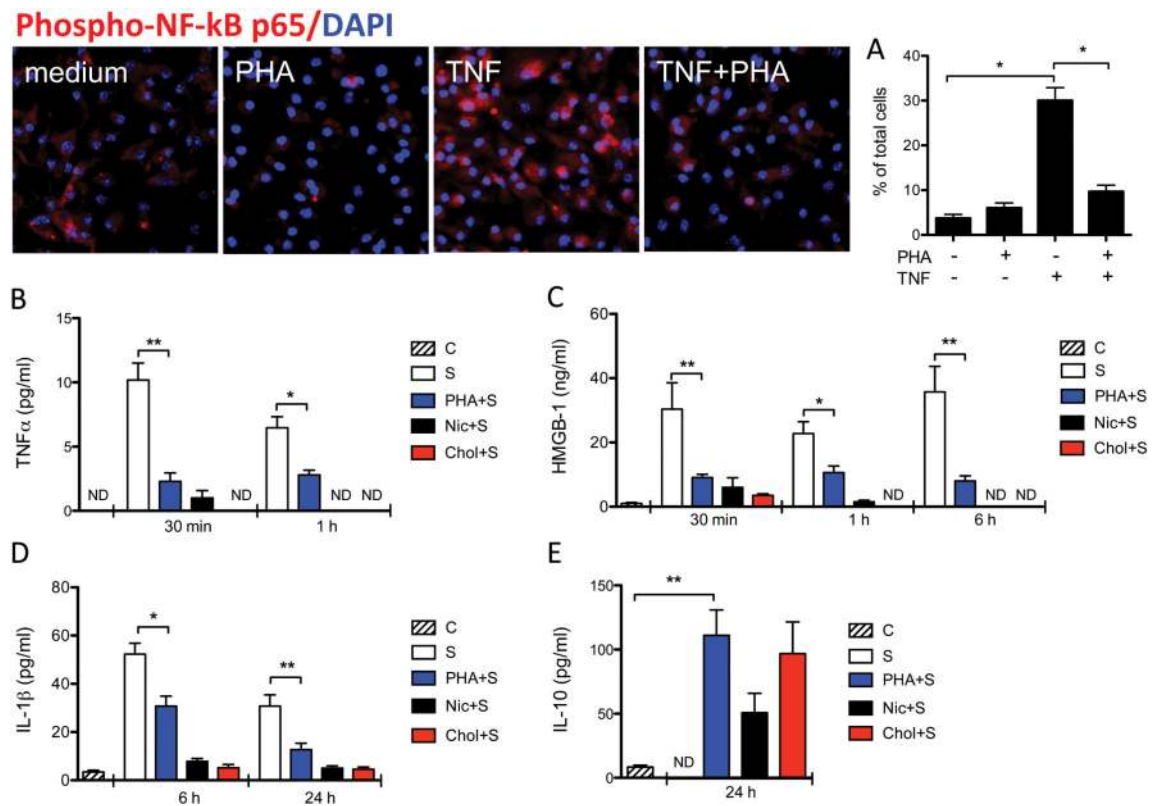 Phospho-NF-kB p65/DAPI
medium
PHA
TNF
TNF+PHA
A
% of total cells
40
30
20
10
0
*
*
PHA - + - +
TNF - - + +
B
TNFα (pg/ml)
15
10
5
0
**
*
ND ND ND ND
30 min 1 h
C
S
PHA+S
Nic+S
Chol+S
C
HMGB-1 (ng/ml)
60
40
20
0
**
*
**
ND ND ND
30 min 1 h 6 h
C
S
PHA+S
Nic+S
Chol+S
D
IL-1β (pg/ml)
80
60
40
20
0
*
**
6 h 24 h
C
S
PHA+S
Nic+S
Chol+S
E
IL-10 (pg/ml)
150
100
50
0
**
ND
24 h
C
S
PHA+S
Nic+S
Chol+S